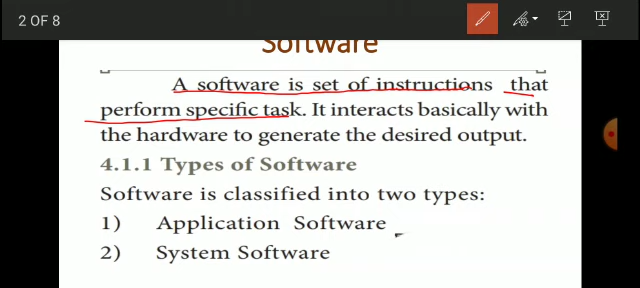 2 OF 8
Software
A software is set of instructions that
perform specific task. It interacts basically with
the hardware to generate the desired output.
4.1.1 Types of Software
Software is classified into two types:
1) Application Software
2) System Software